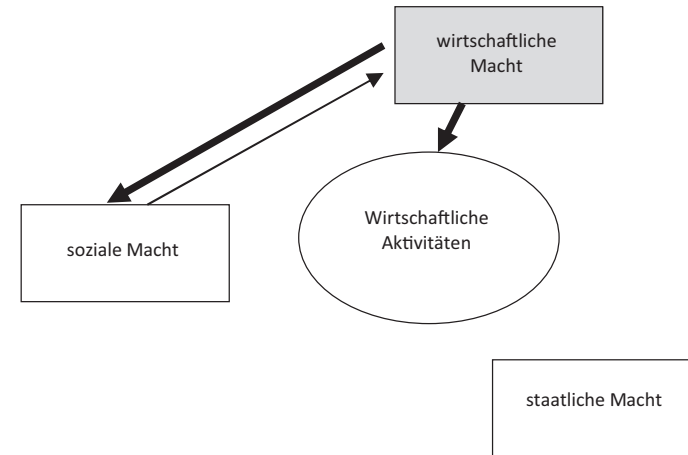 wirtschaftliche
Macht
Wirtschaftliche
Aktivitäten
soziale Macht
staatliche Macht